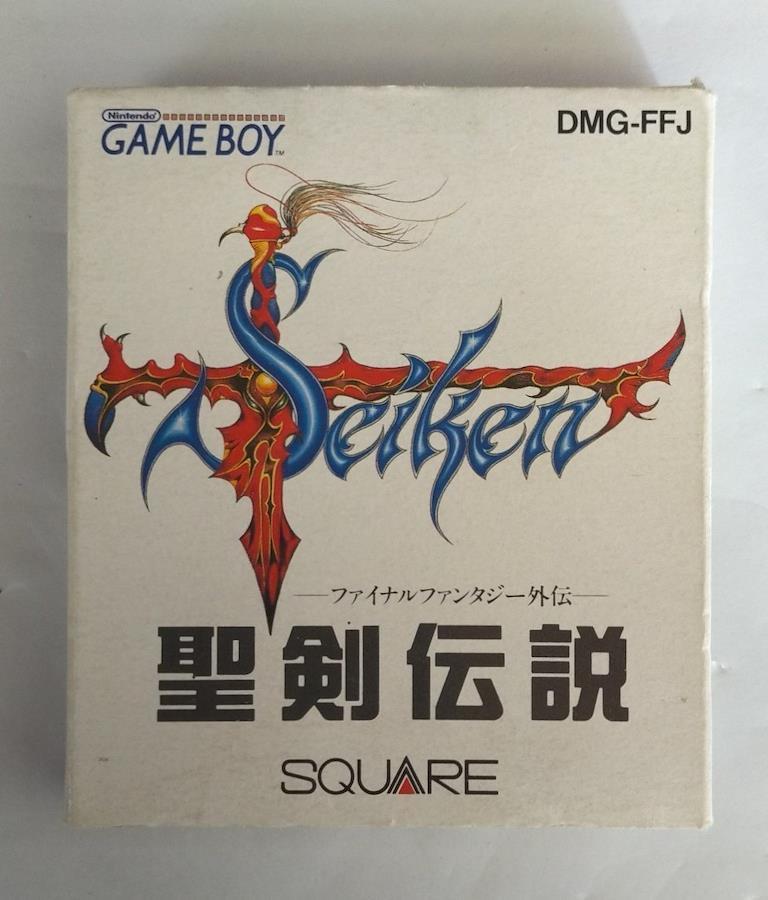 Nintendo
GAME BOY TM
DMG-FFJ
Seiken
ファイナルファンタジー外伝
聖剣伝説
SQUARE